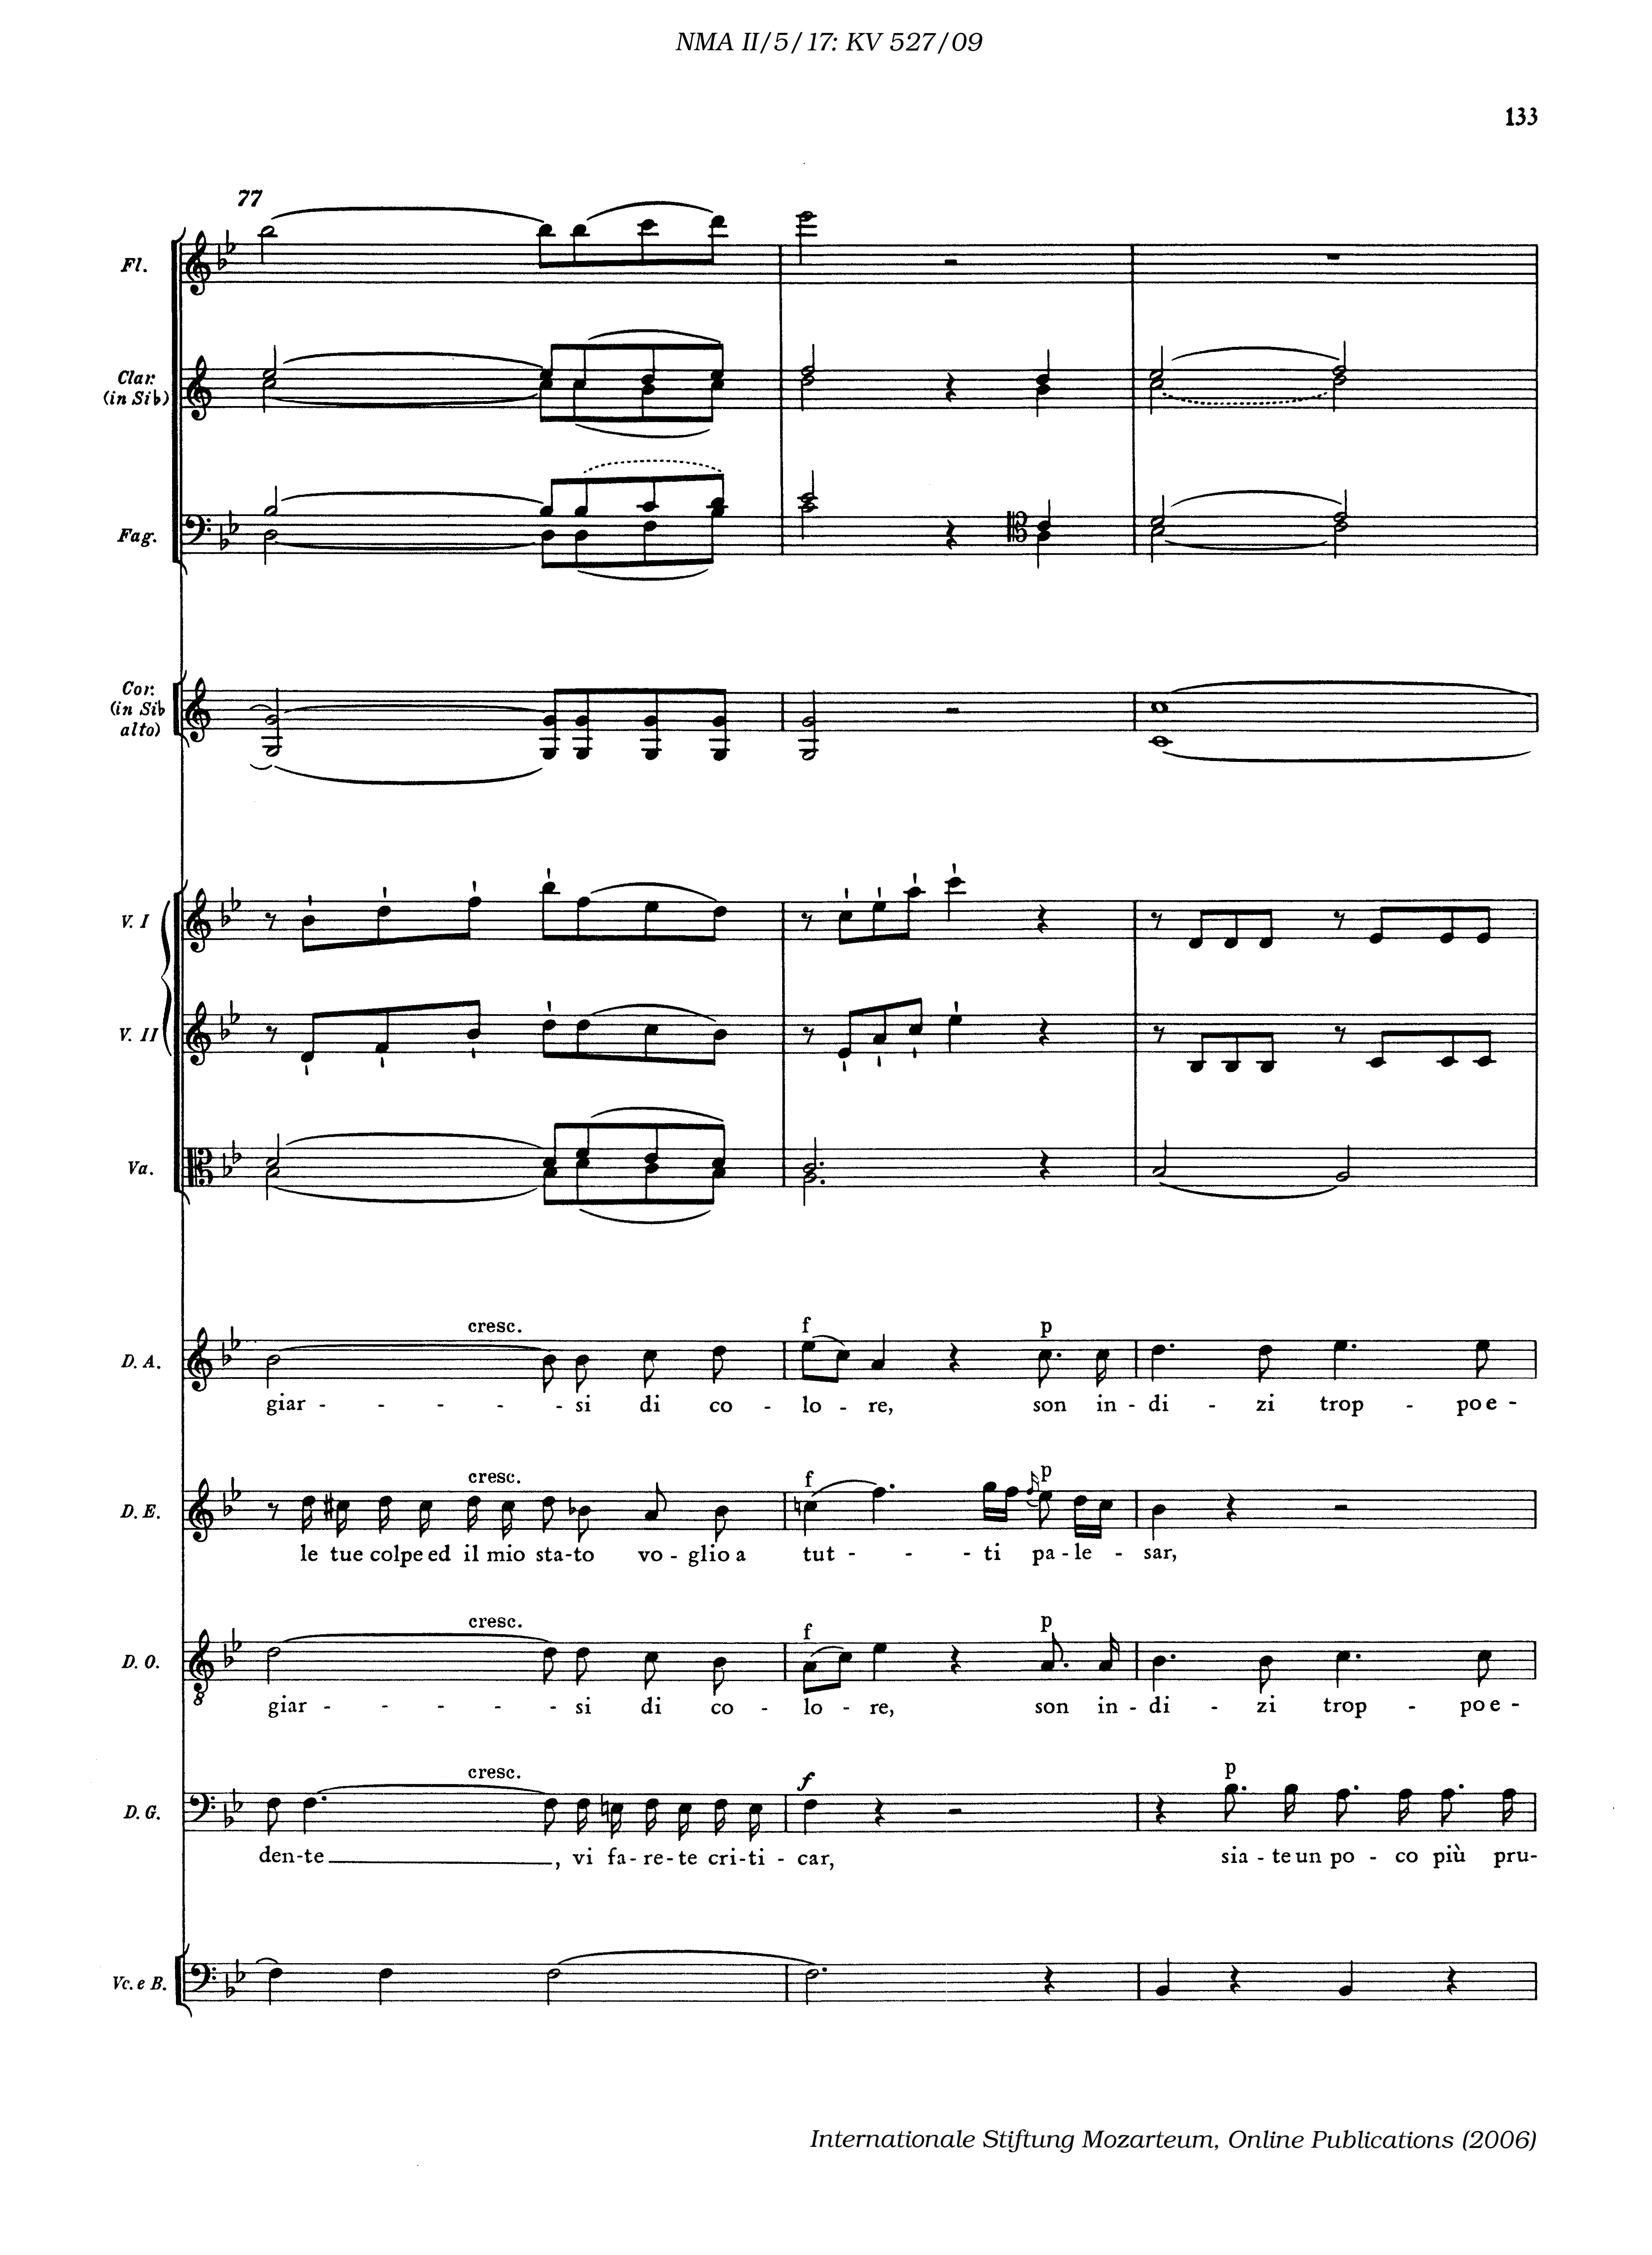 NMA II/5/17: KV 527/09
133
77
Fl.
Clar.
(in Si♭)
Fag.
Cor.
(in Si♭
alto)
V. I
V. II
Va.
cresc. f p
D. A.
giar - - - - - si di co - lo - re, son in - di - zi trop - po e -
cresc. f p
D. E.
le tue colpe ed il mio sta-to vo - glio a tut - - - ti pa - le - sar,
cresc. f p
D. O.
8
giar - - - - - si di co - lo - re, son in - di - zi trop - po e -
cresc. f p
D. G.
den-te, vi fa-re-te cri-ti - car, sia - te un po - co più pru-
Vc. e B.
Internationale Stiftung Mozarteum, Online Publications (2006)